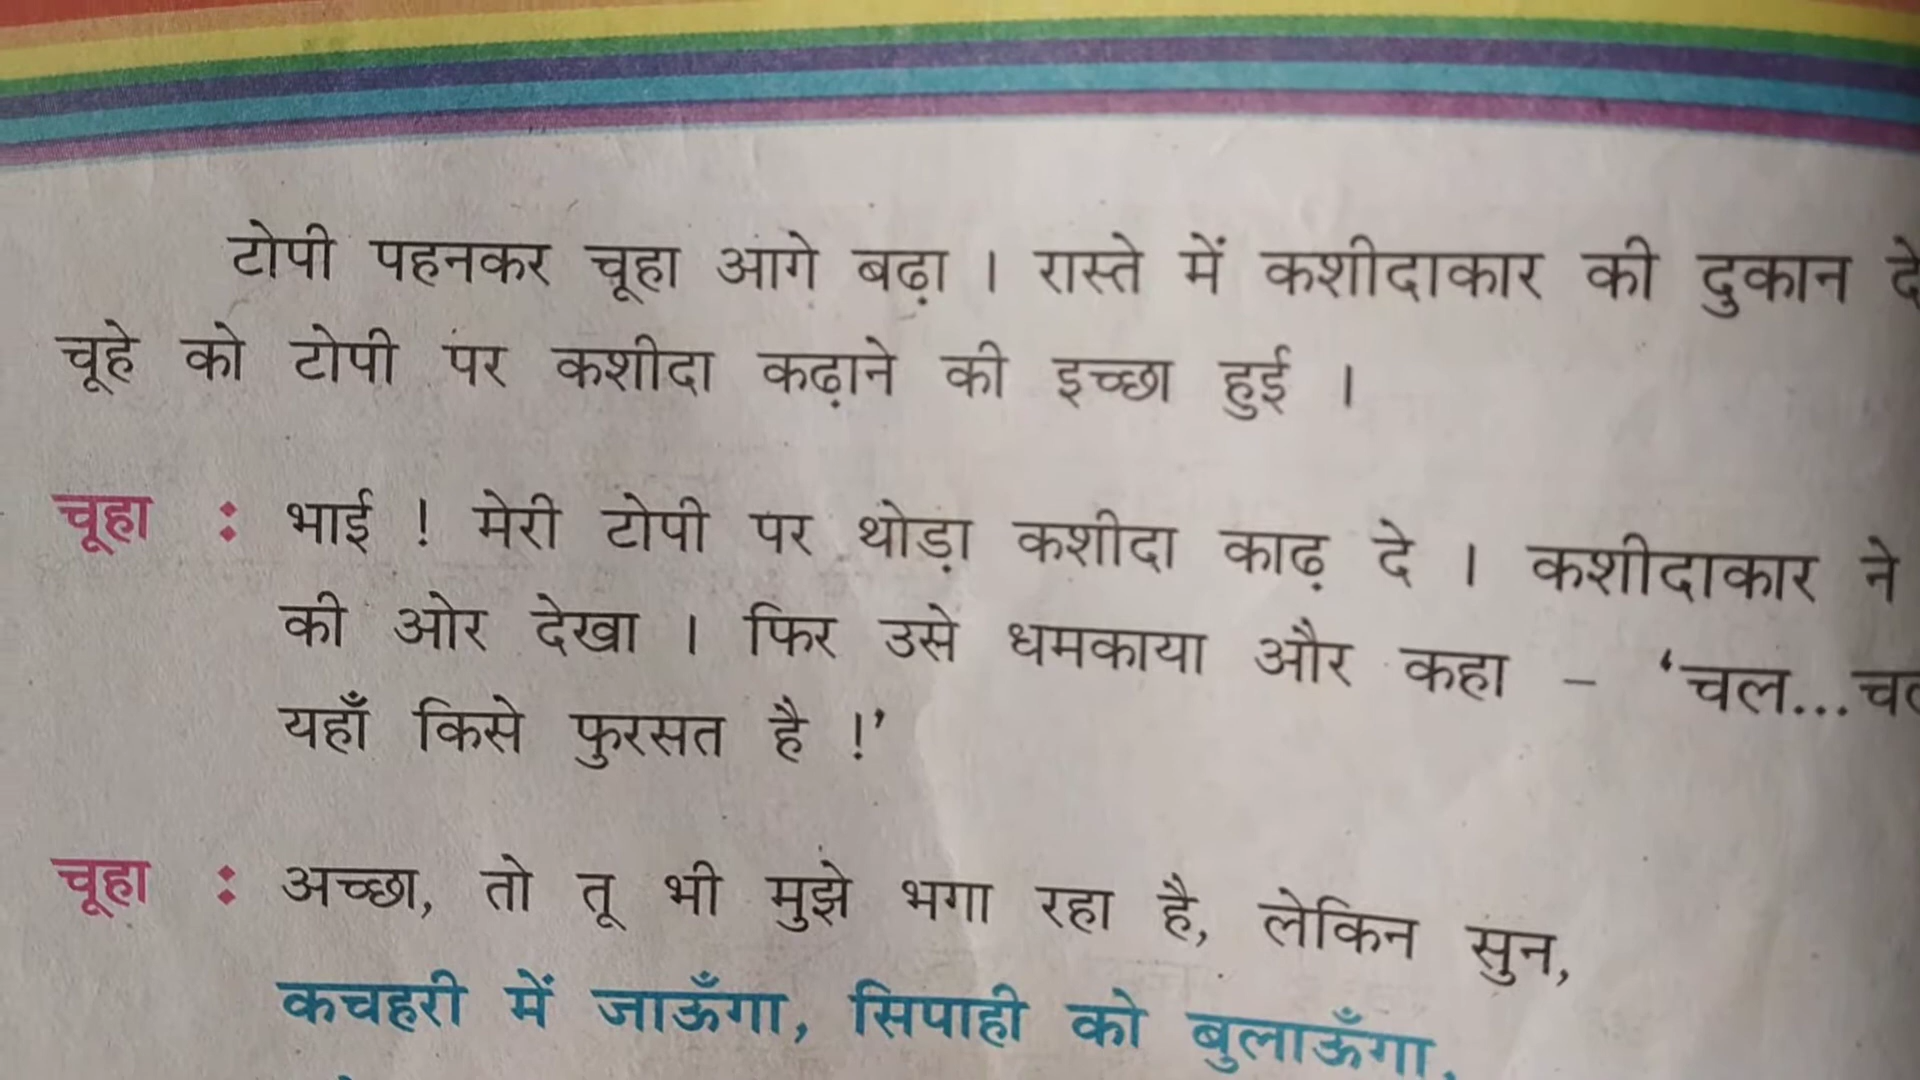 टोपी पहनकर चूहा आगे बढ़ा । रास्ते में कशीदाकार की दुकान
चूहे को टोपी पर कशीदा कढ़ाने की इच्छा हुई ।
चूहा : भाई ! मेरी टोपी पर थोड़ा कशीदा काढ़ दे । कशीदाकार ने
की ओर देखा । फिर उसे धमकाया और कहा – ‘चल...
यहाँ किसे फुरसत है !’
चूहा : अच्छा, तो तू भी मुझे भगा रहा है, लेकिन सुन,
कचहरी में जाऊँगा, सिपाही को बुलाऊँगा,